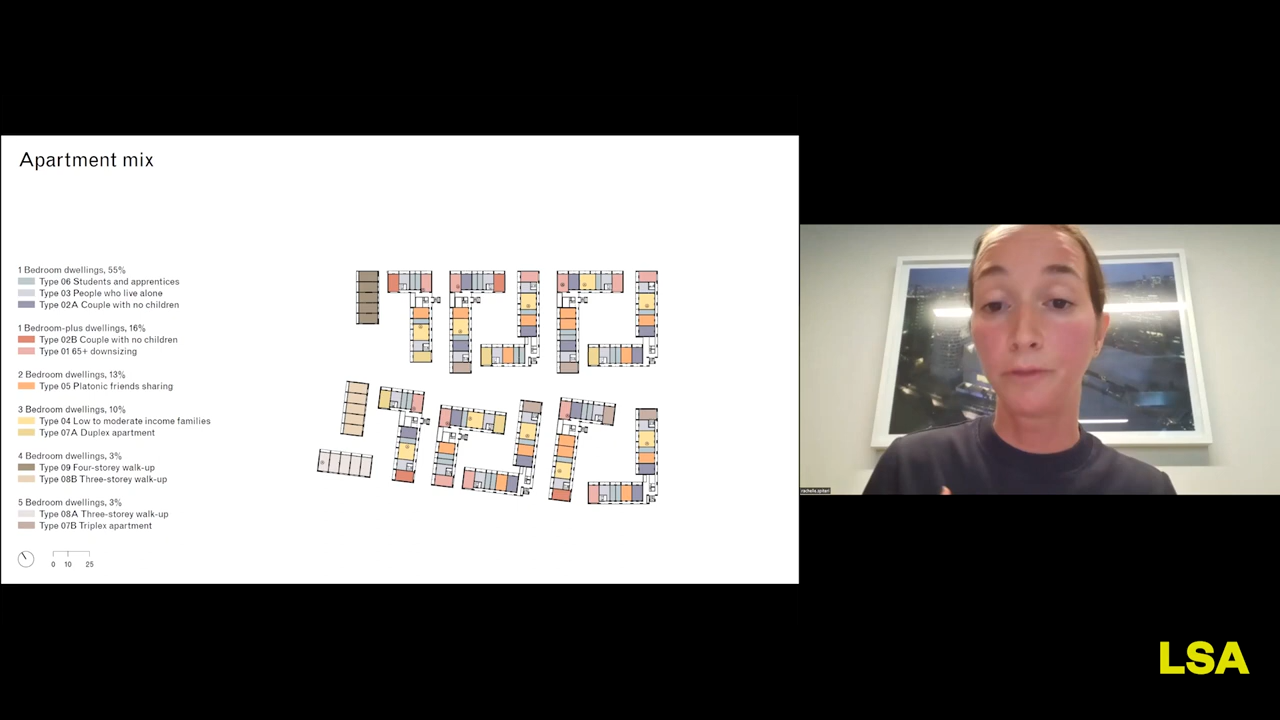 Apartment mix
1 Bedroom dwellings, 55%
Type 06 Students and apprentices
Type 03 People who live alone
Type 02A Couple with no children
1 Bedroom-plus dwellings, 16%
Type 02B Couple with no children
Type 01 65+ downsizing
2 Bedroom dwellings, 13%
Type 05 Platonic friends sharing
3 Bedroom dwellings, 10%
Type 04 Low to moderate income families
Type 07A Duplex apartment
4 Bedroom dwellings, 3%
Type 09 Four-storey walk-up
Type 08B Three-storey walk-up
5 Bedroom dwellings, 3%
Type 08A Three-storey walk-up
Type 07B Triplex apartment
0 10 25
LSA